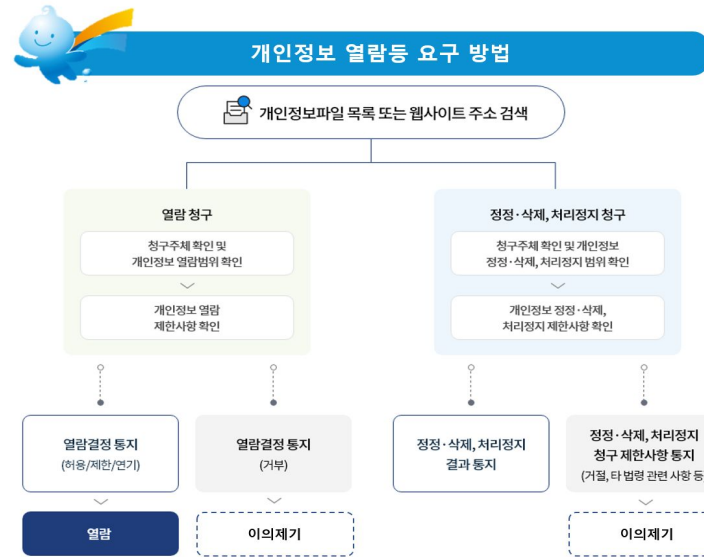 개인정보 열람등 요구 방법
개인정보파일 목록 또는 웹사이트 주소 검색
열람 청구
청구주체 확인 및
개인정보 열람범위 확인
개인정보 열람
제한사항 확인
정정·삭제, 처리정지 청구
청구주체 확인 및 개인정보
정정·삭제, 처리정지 범위 확인
개인정보 정정·삭제,
처리정지 제한사항 확인
열람결정 통지
(허용/제한/연기)
열람
열람결정 통지
(거부)
이의제기
정정·삭제, 처리정지
결과 통지
정정·삭제, 처리정지
청구 제한사항 통지
(거절, 타 법령 관련 사항 등
이의제기